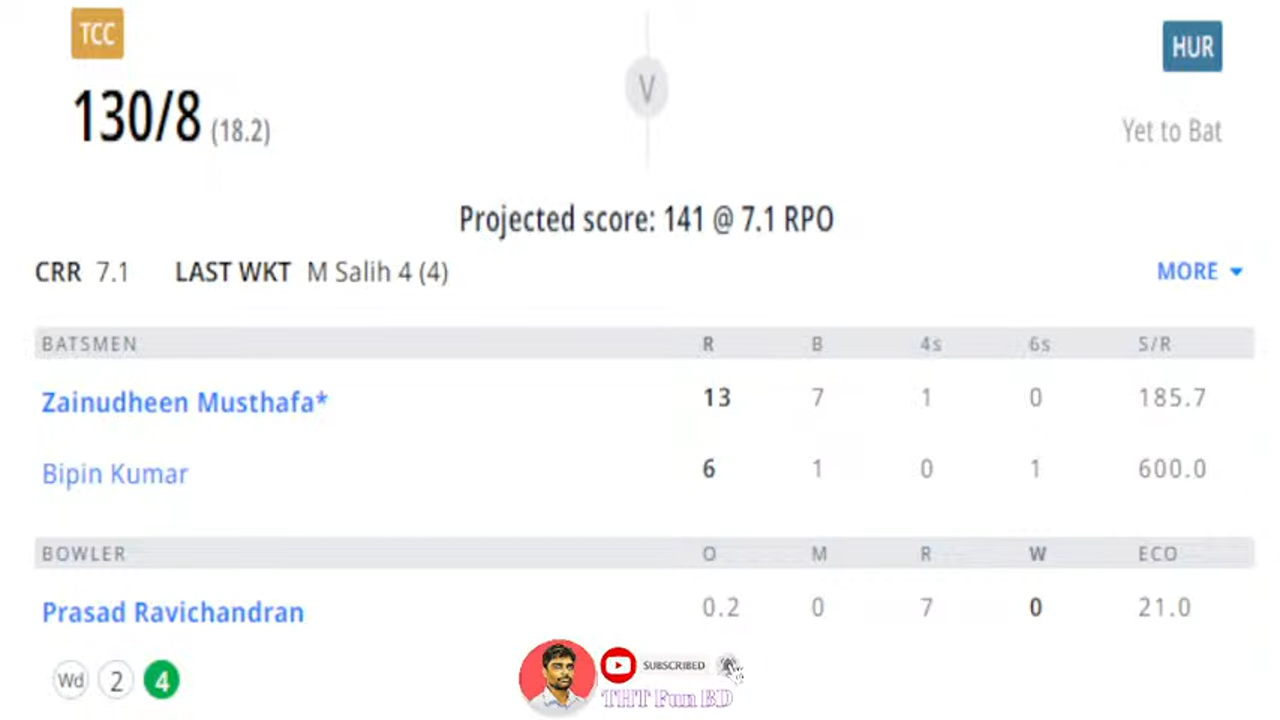 TCC
V
HUR
130/8 (18.2)
Yet to Bat
Projected score: 141 @ 7.1 RPO
CRR 7.1 LAST WKT M Salih 4 (4) MORE
BATSMEN R B 4s 6s S/R
Zainudheen Musthafa* 13 7 1 0 185.7
Bipin Kumar 6 1 0 1 600.0
BOWLER O M R W ECO
Prasad Ravichandran 0.2 0 7 0 21.0
Wd 2 4
SUBSCRIBED
THT Fun BD